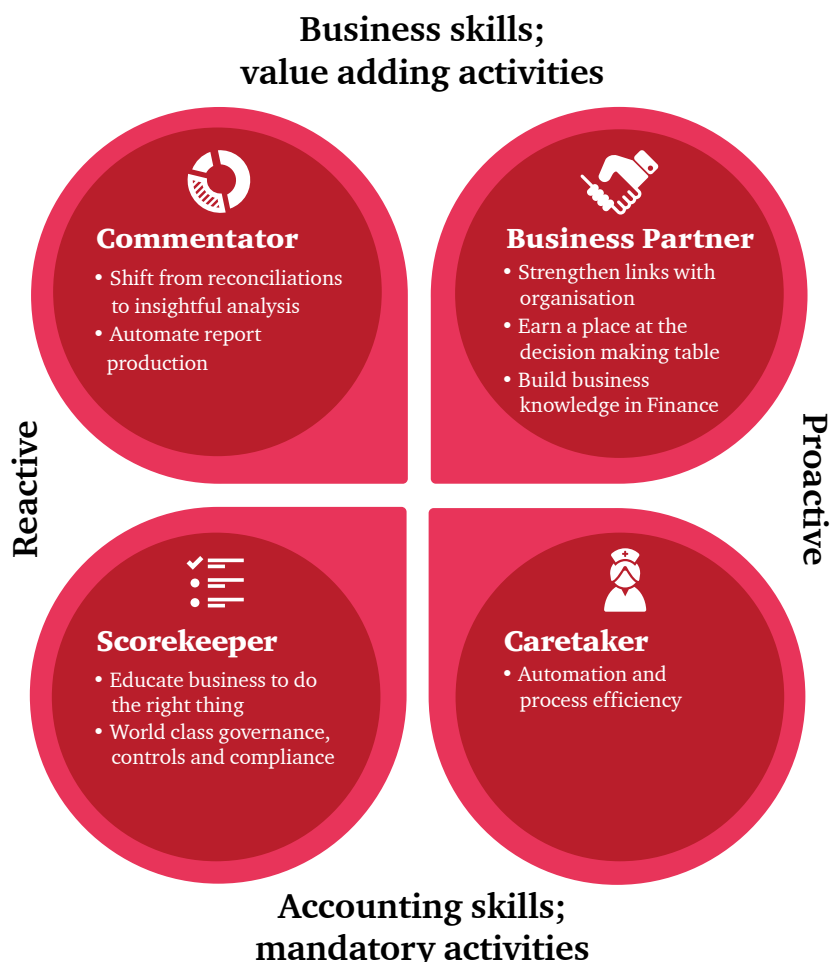 Business skills;
value adding activities
Commentator
• Shift from reconciliations
to insightful analysis
• Automate report
production
Business Partner
• Strengthen links with
organisation
• Earn a place at the
decision making table
• Build business
knowledge in Finance
Reactive
Proactive
Scorekeeper
• Educate business to do
the right thing
• World class governance,
controls and compliance
Caretaker
• Automation and
process efficiency
Accounting skills;
mandatory activities